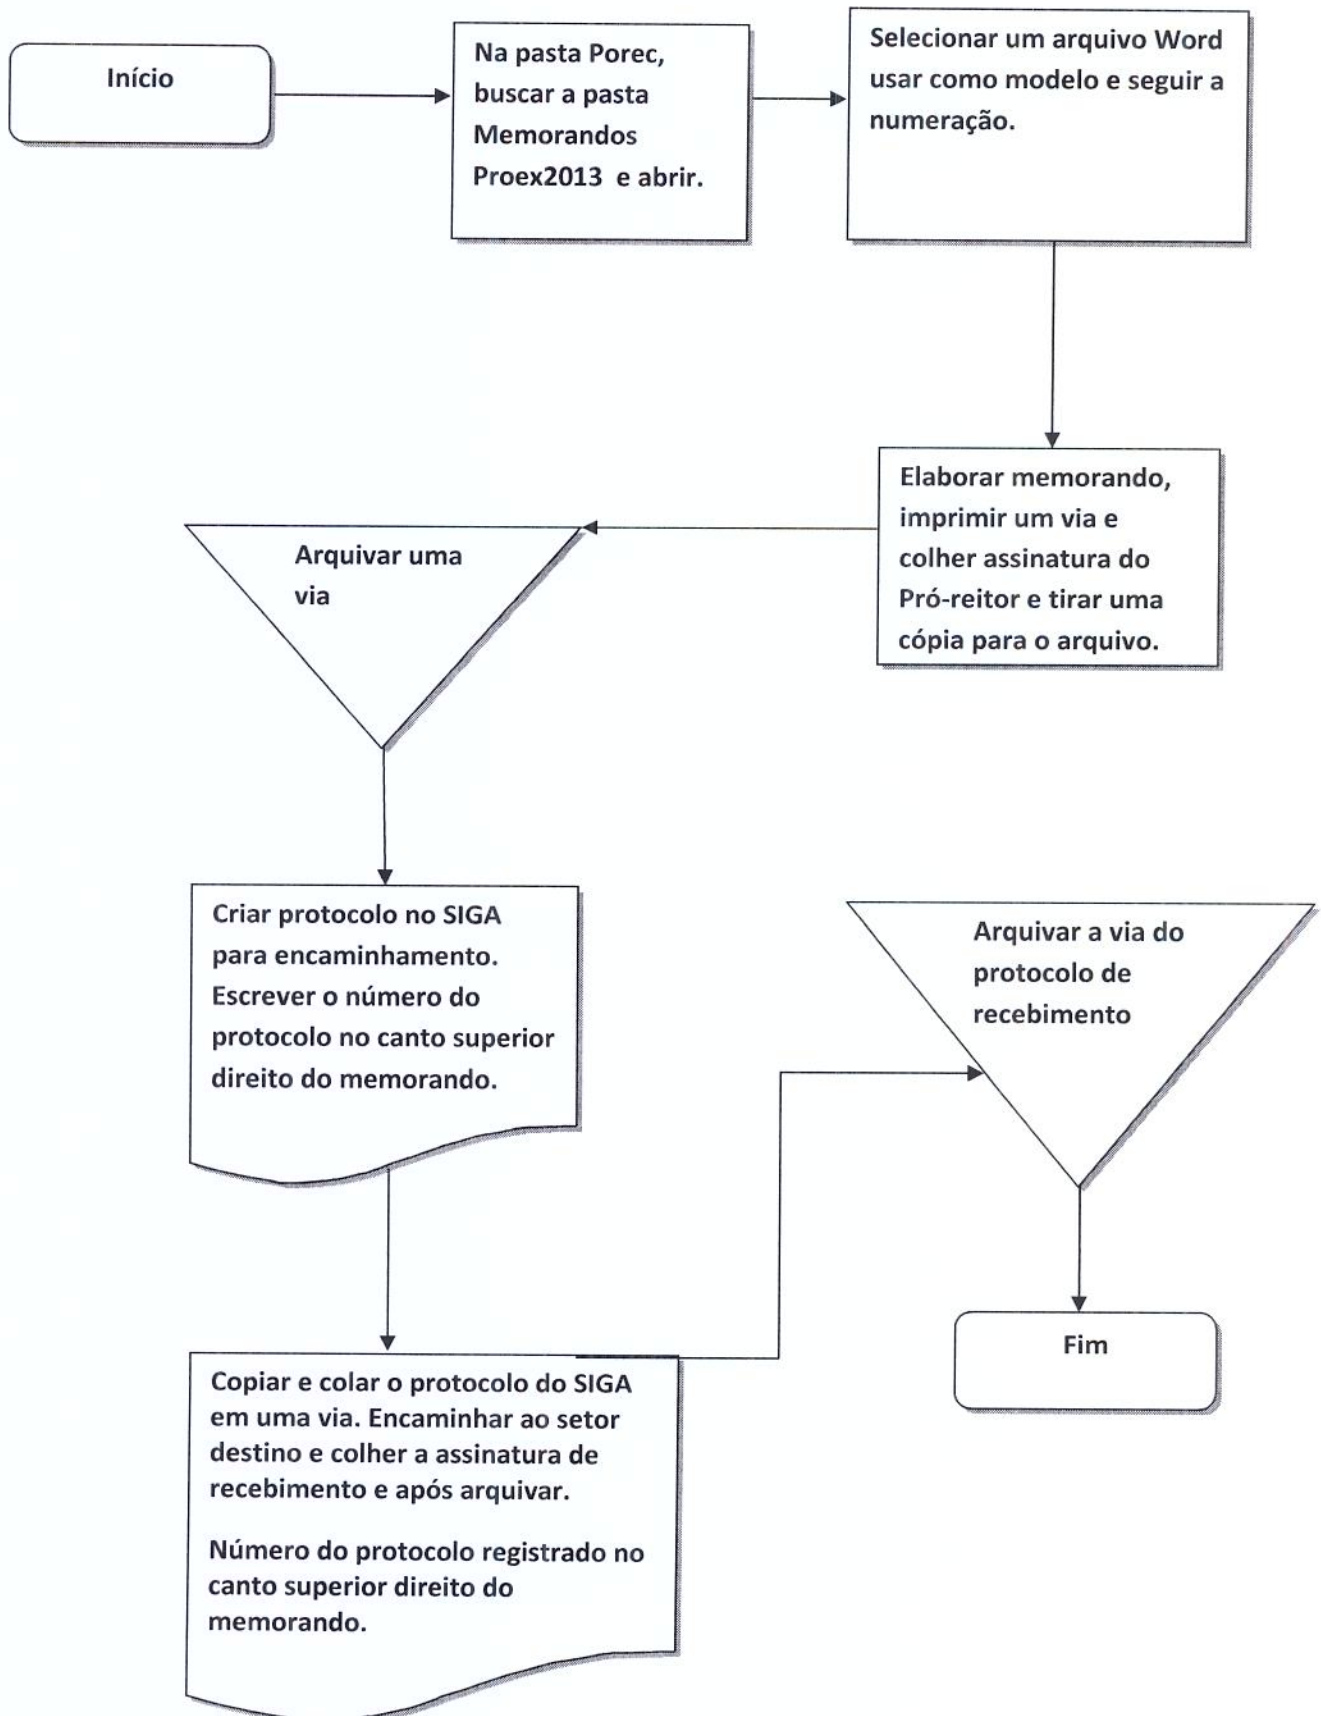 Início
Na pasta Porec,
buscar a pasta
Memorandos
Proex2013 e abrir.
Selecionar um arquivo Word
usar como modelo e seguir a
numeração.
Elaborar memorando,
imprimir um via e
colher assinatura do
Pró-reitor e tirar uma
cópia para o arquivo.
Arquivar uma
via
Criar protocolo no SIGA
para encaminhamento.
Escrever o número do
protocolo no canto superior
direito do memorando.
Copiar e colar o protocolo do SIGA
em uma via. Encaminhar ao setor
destino e colher a assinatura de
recebimento e após arquivar.
Número do protocolo registrado no
canto superior direito do
memorando.
Arquivar a via do
protocolo de
recebimento
Fim